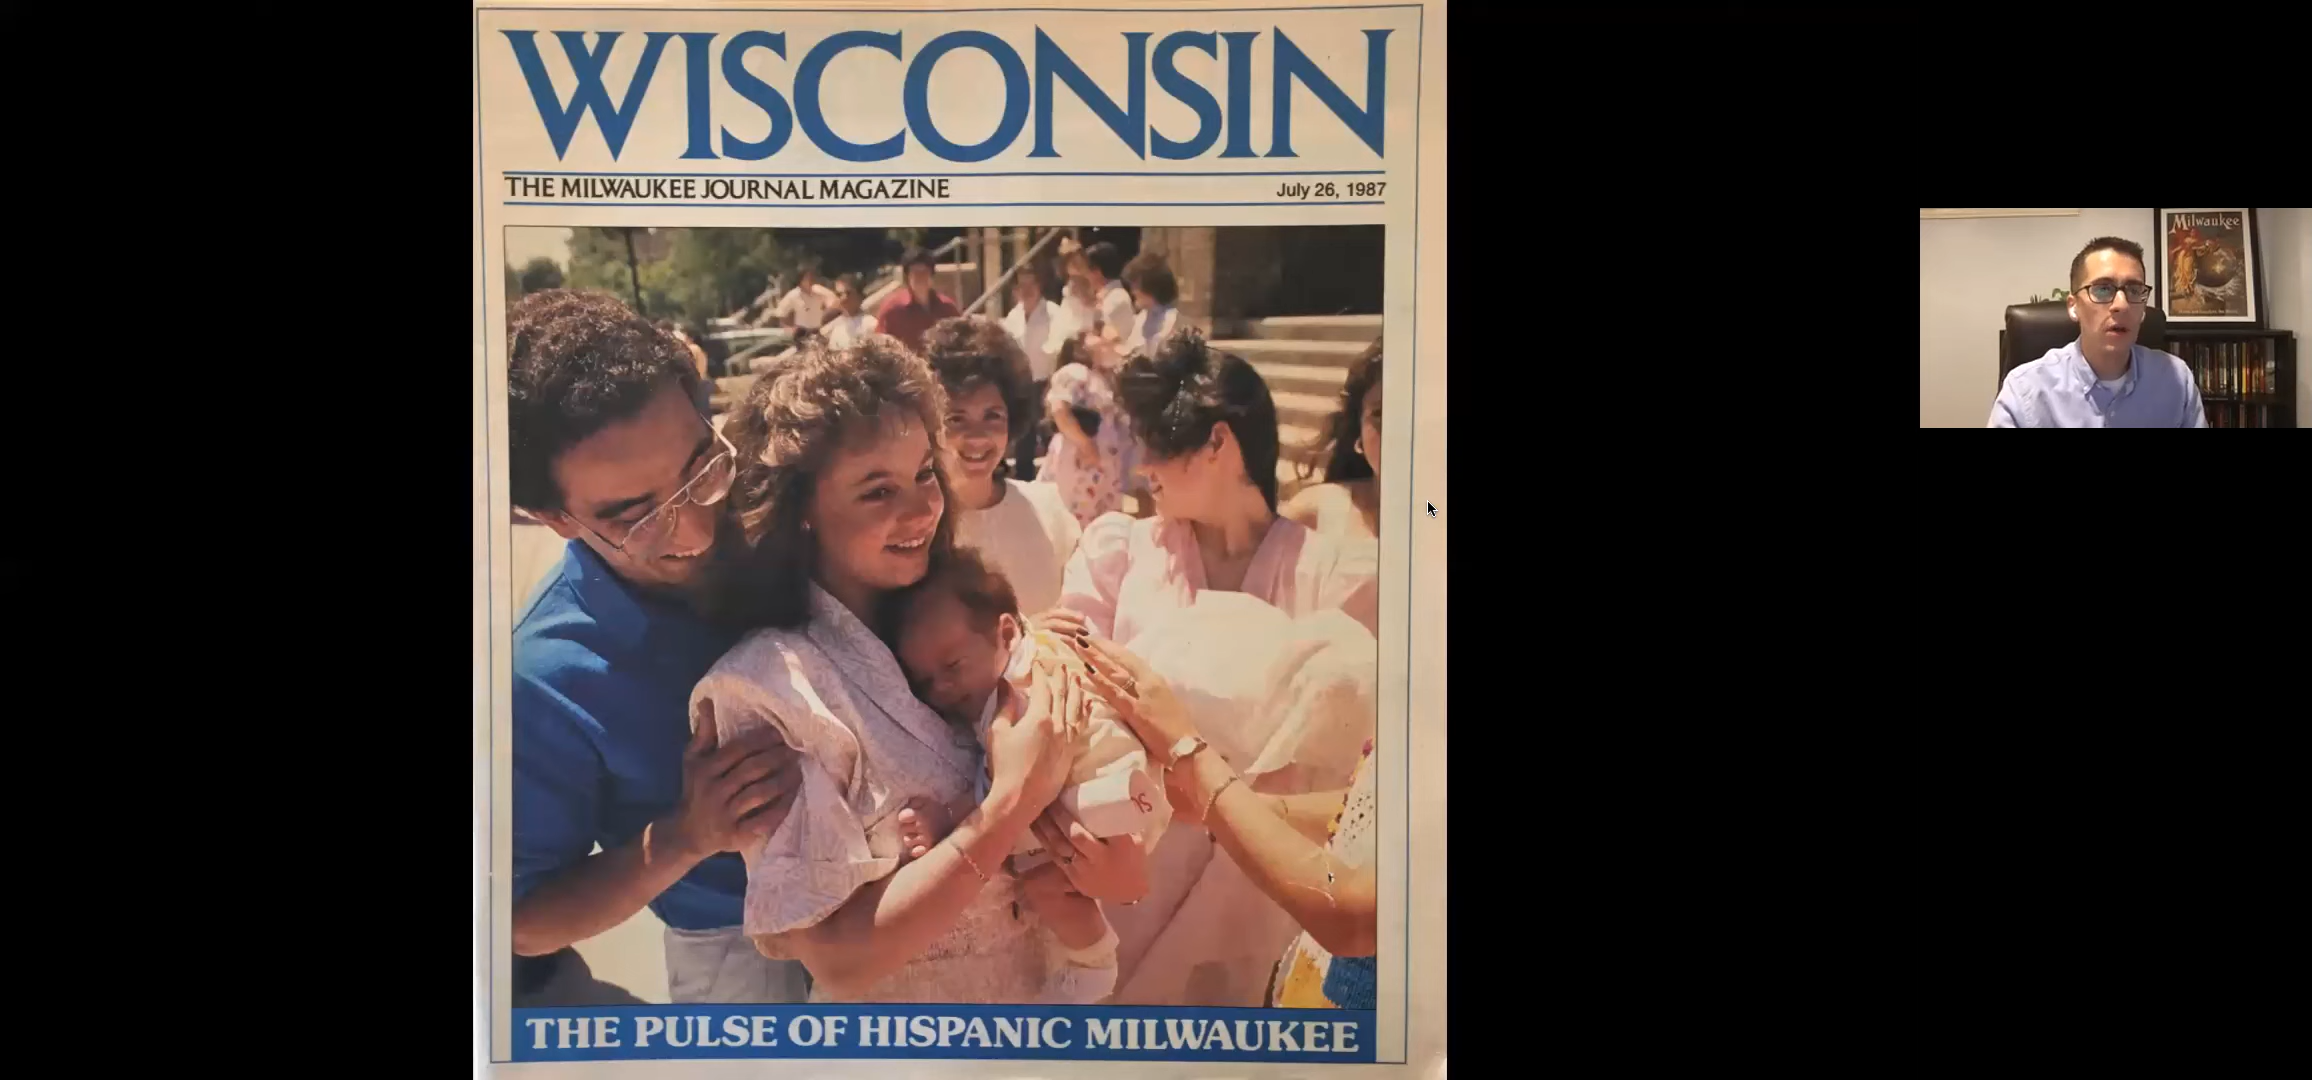 WISCONSIN
THE MILWAUKEE JOURNAL MAGAZINE
July 26, 1987
THE PULSE OF HISPANIC MILWAUKEE
Milwaukee